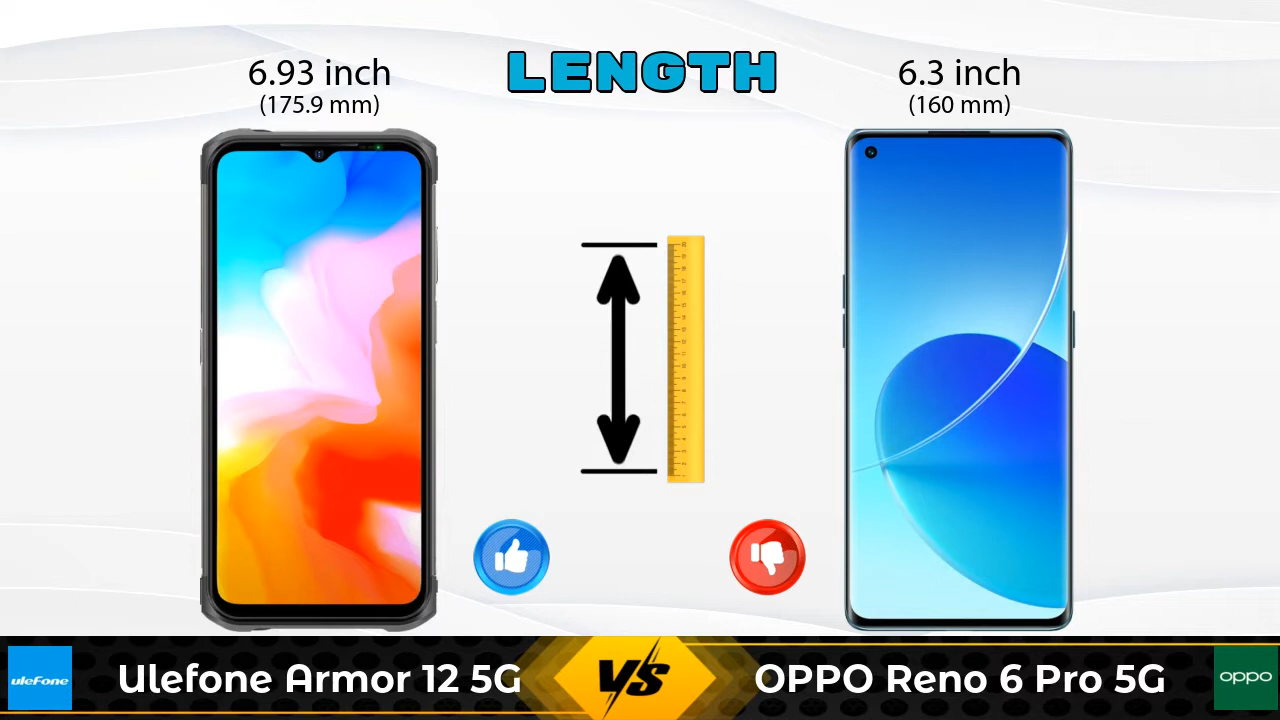 LENGTH
6.93 inch
(175.9 mm)
6.3 inch
(160 mm)
uleFone
Ulefone Armor 12 5G
VS
OPPO Reno 6 Pro 5G
oppo